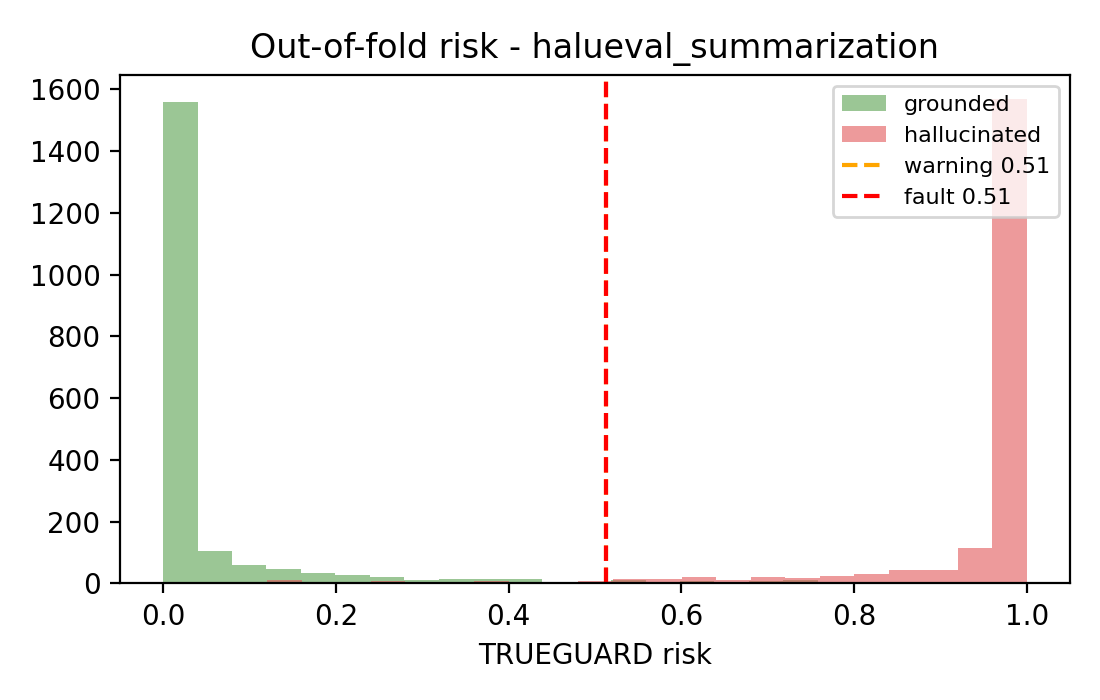 Out-of-fold risk - halueval_summarization
1600
1400
1200
1000
800
600
400
200
0
grounded
hallucinated
warning 0.51
fault 0.51
0.0 0.2 0.4 0.6 0.8 1.0
TRUEGUARD risk